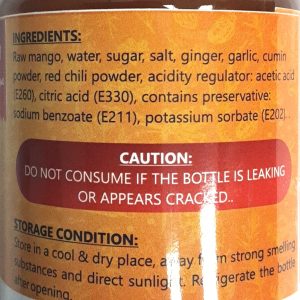 INGREDIENTS:
Raw mango, water, sugar, salt, ginger, garlic, cumin
powder, red chili powder, acidity regulator: acetic acid
(E260), citric acid (E330), contains preservative:
sodium benzoate (E211), potassium sorbate (E202)..
CAUTION:
DO NOT CONSUME IF THE BOTTLE IS LEAKING
OR APPEARS CRACKED..
STORAGE CONDITION:
Store in a cool & dry place, away from strong smelling
substances and direct sunlight. Refrigerate the bottle
after opening.